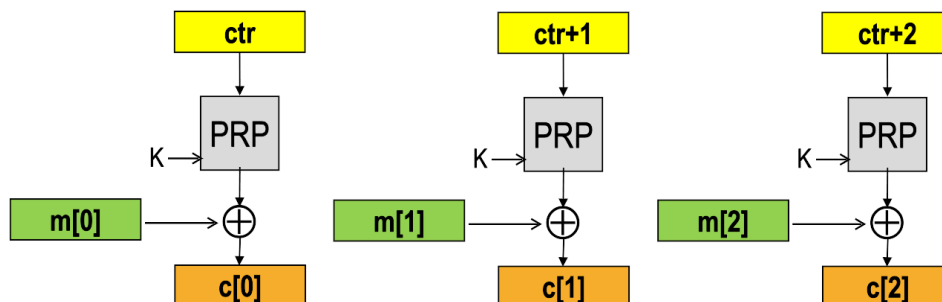 ctr ctr+1 ctr+2
PRP PRP PRP
K K K
m[0] m[1] m[2]
c[0] c[1] c[2]